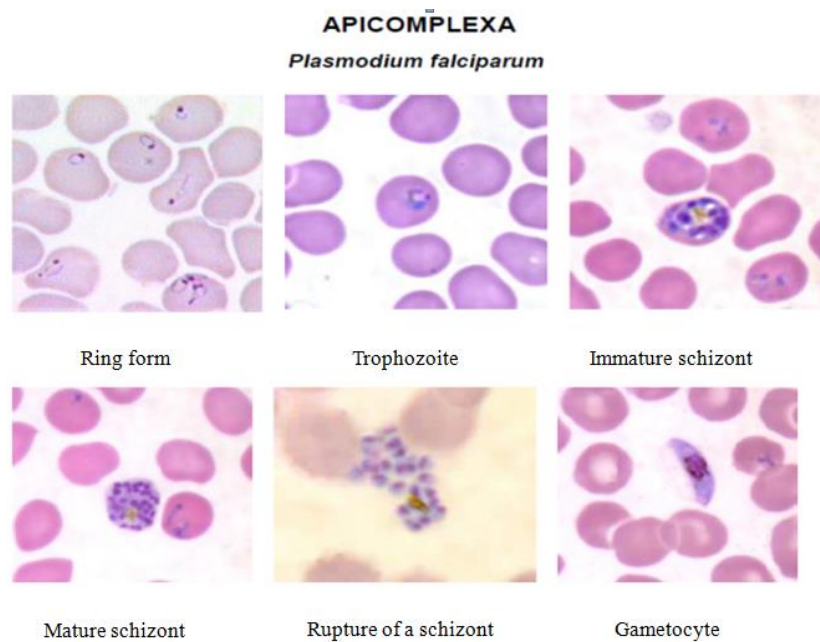 APICOMPLEXA
Plasmodium falciparum
Ring form
Trophozoite
Immature schizont
Mature schizont
Rupture of a schizont
Gametocyte